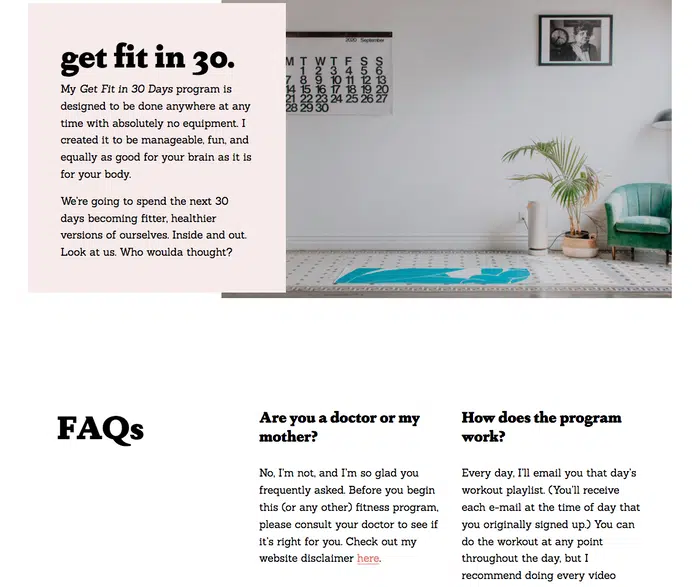 get fit in 30.
My Get Fit in 30 Days program is
designed to be done anywhere at any
time with absolutely no equipment. I
created it to be manageable, fun, and
equally as good for your brain as it is
for your body.
We're going to spend the next 30
days becoming fitter, healthier
versions of ourselves. Inside and out.
Look at us. Who woulda thought?
2020 September
M T W T F S S
1 2 3 4 5 6
7 8 9 10 11 12 13
14 15 16 17 18 19 20
21 22 23 24 25 26 27
28 29 30
FAQs
Are you a doctor or my
mother?
No, I'm not, and I'm so glad you
frequently asked. Before you begin
this (or any other) fitness program,
please consult your doctor to see if
it's right for you. Check out my
website disclaimer here.
How does the program
work?
Every day, I'll email you that day's
workout playlist. (You'll receive
each e-mail at the time of day that
you originally signed up.) You can
do the workout at any point
throughout the day, but I
recommend doing every video